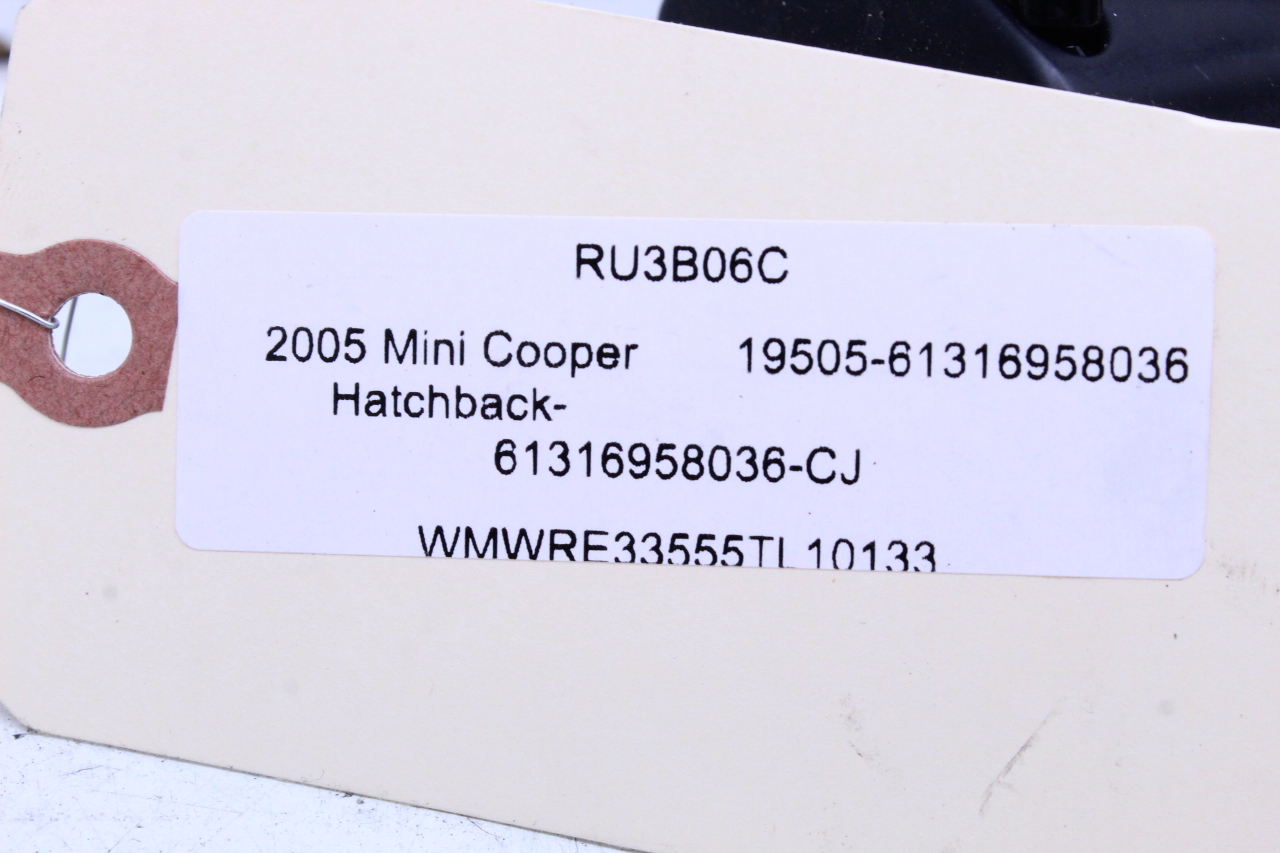 RU3B06C
2005 Mini Cooper 19505-61316958036
Hatchback-
61316958036-CJ
WMWRE33555TL10133